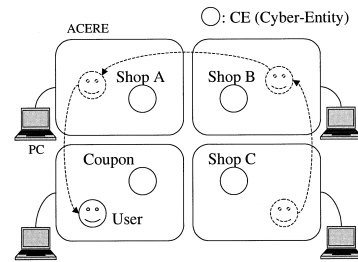 : CE (Cyber-Entity)
ACERE
Shop A
Shop B
PC
Coupon
Shop C
User